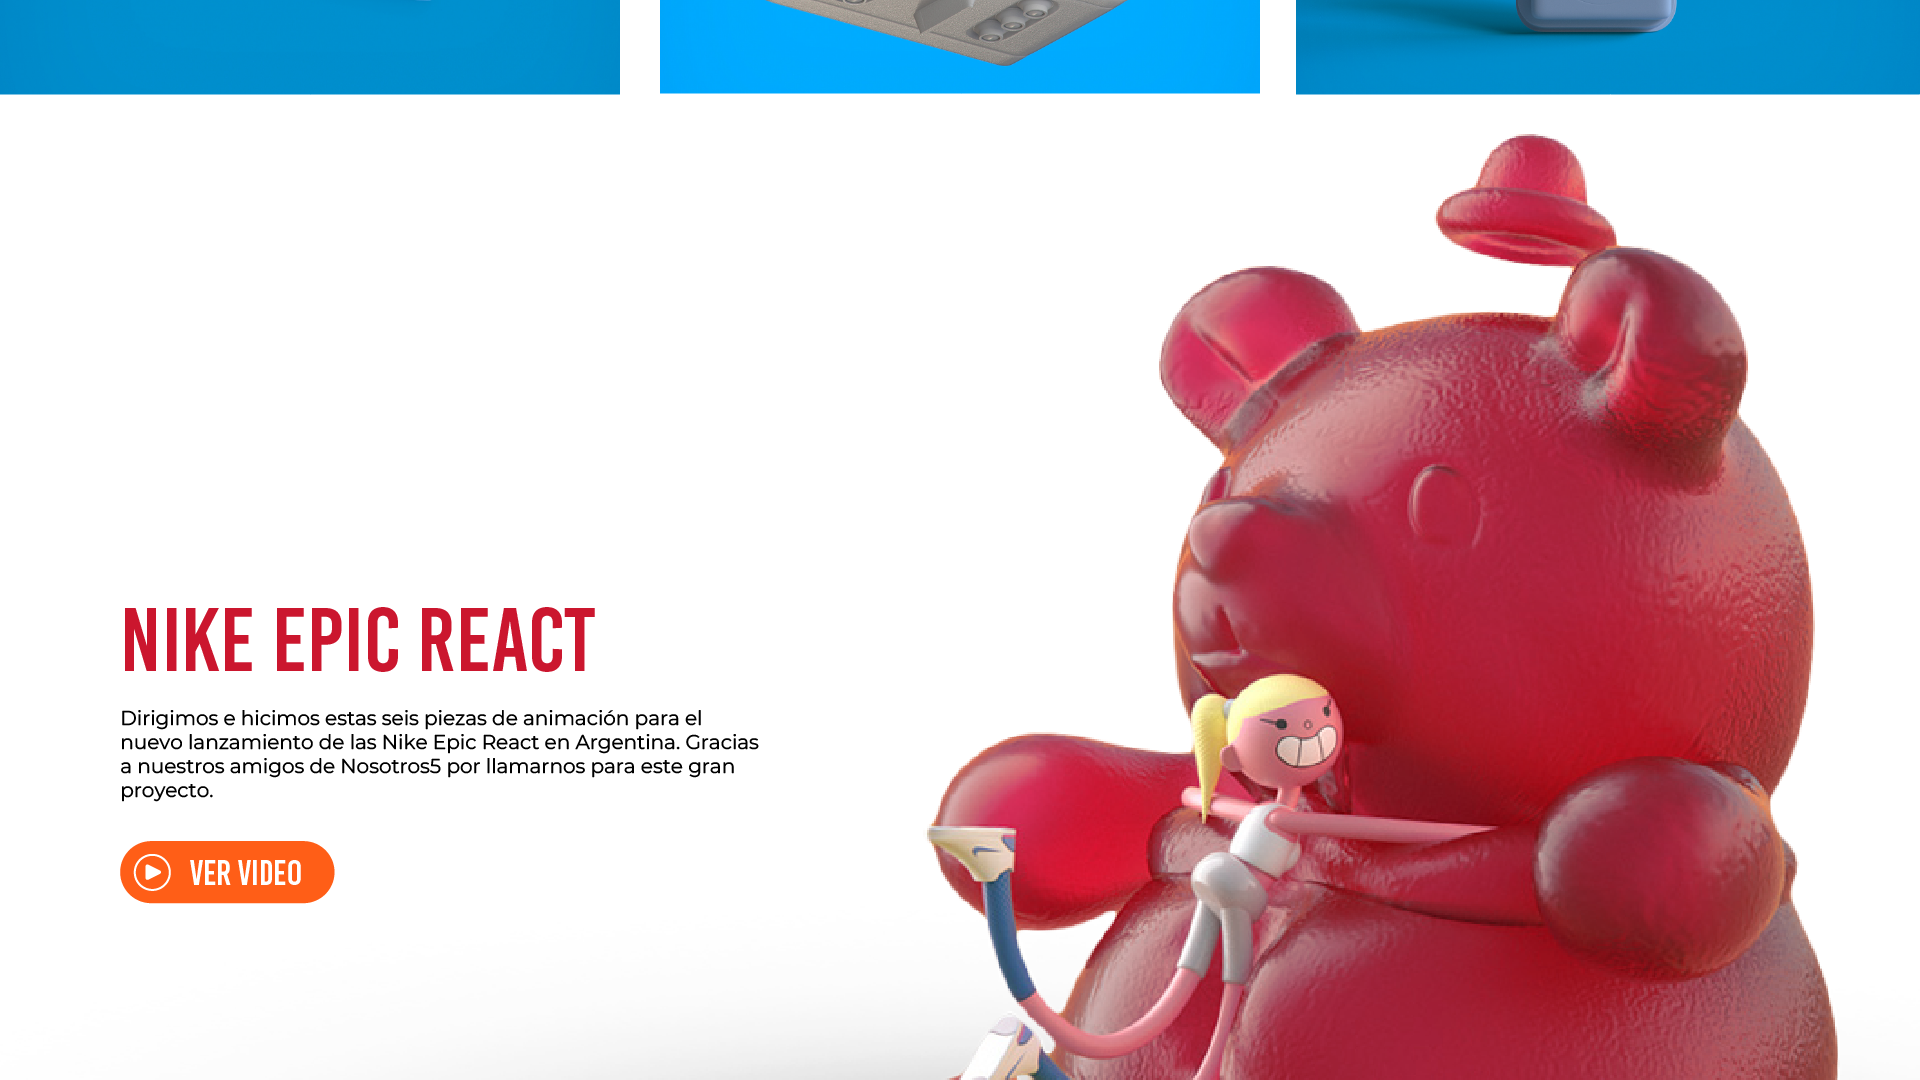 NIKE EPIC REACT
Dirigimos e hicimos estas seis piezas de animación para el
nuevo lanzamiento de las Nike Epic React en Argentina. Gracias
a nuestros amigos de Nosotros5 por llamarnos para este gran
proyecto.
VER VIDEO